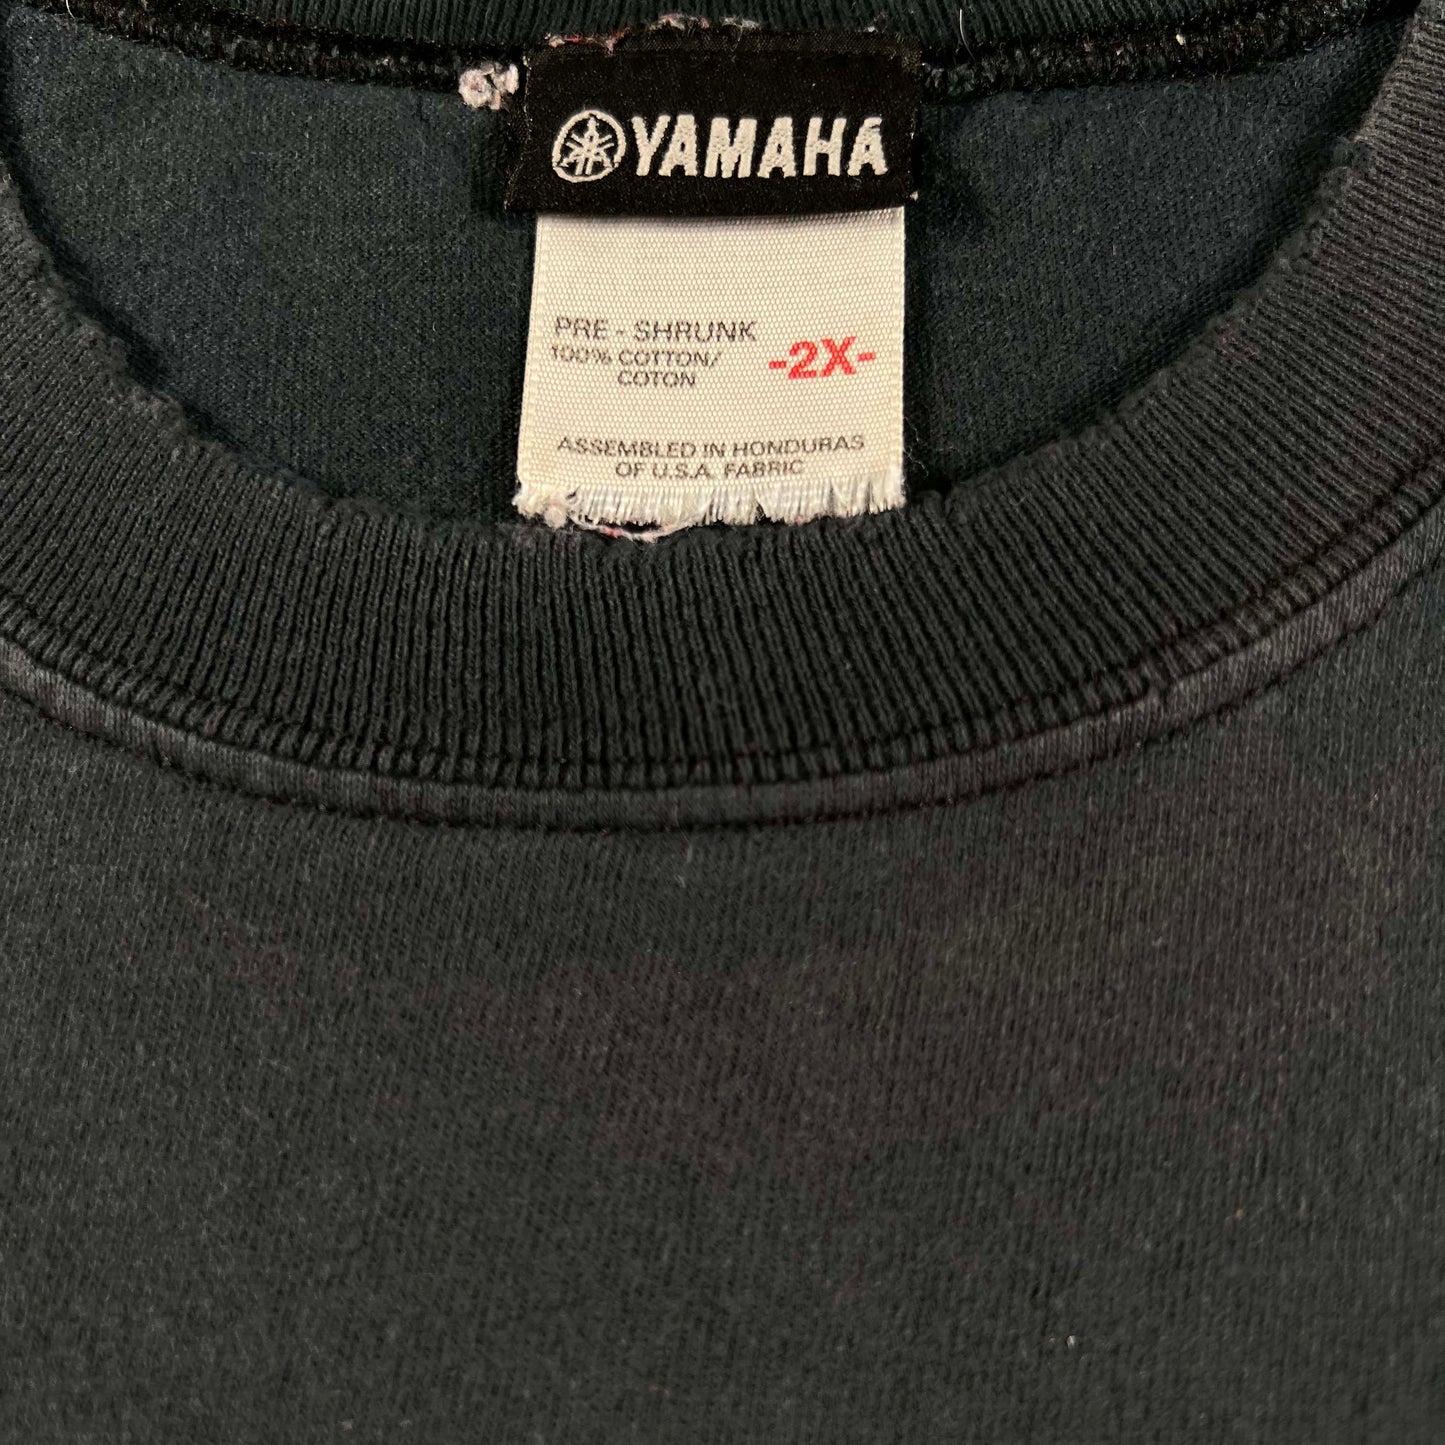 YAMAHA
PRE - SHRUNK
100% COTTON/
COTON
-2X-
ASSEMBLED IN HONDURAS
OF U.S.A. FABRIC